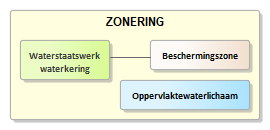 ZONERING
Waterstaatswerk
waterkering
Beschermingszone
Oppervlaktewaterlichaam